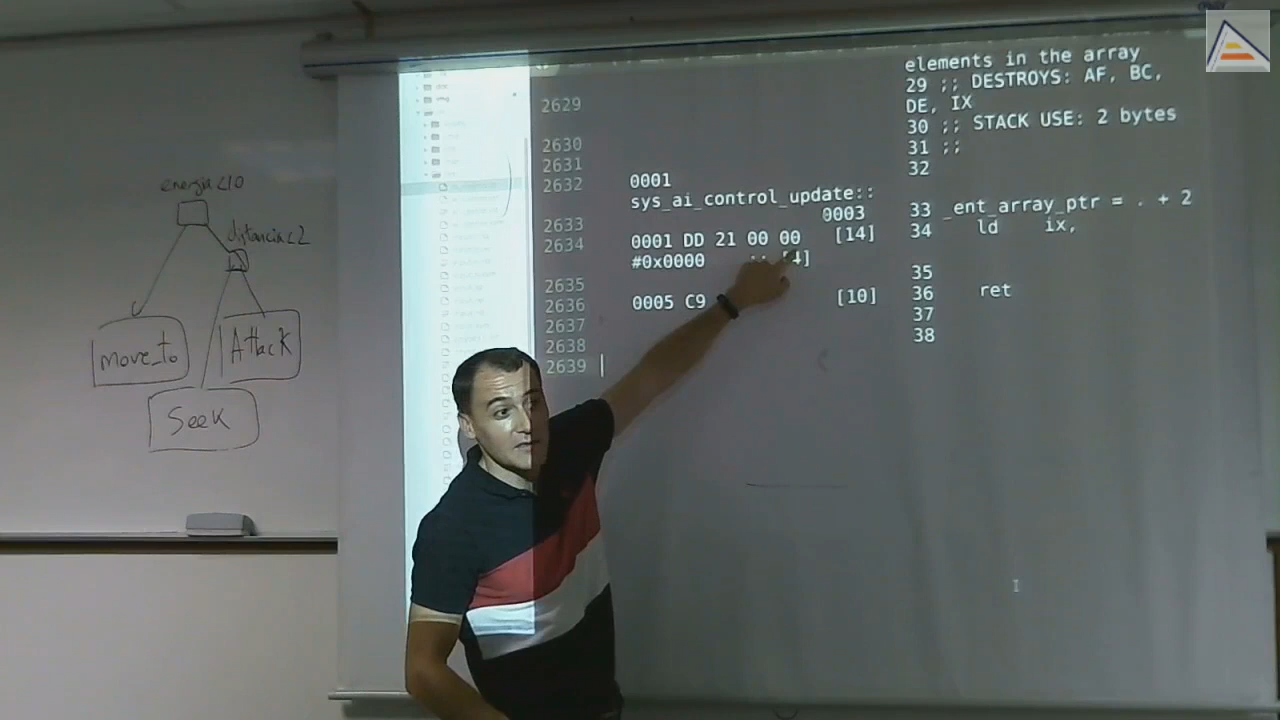 energia<10
distancia<2
move_to
Attack
Seek
2629
2630
2631
2632
2633
2634
2635
2636
2637
2638
2639
0001
sys_ai_control_update::
0003
0001 DD 21 00 00 [14]
#0x0000 ;; [4]
0005 C9 [10]
elements in the array
29 ;; DESTROYS: AF, BC,
DE, IX
30 ;; STACK USE: 2 bytes
31 ;;
32
33 _ent_array_ptr = . + 2
34 ld ix,
35
36 ret
37
38